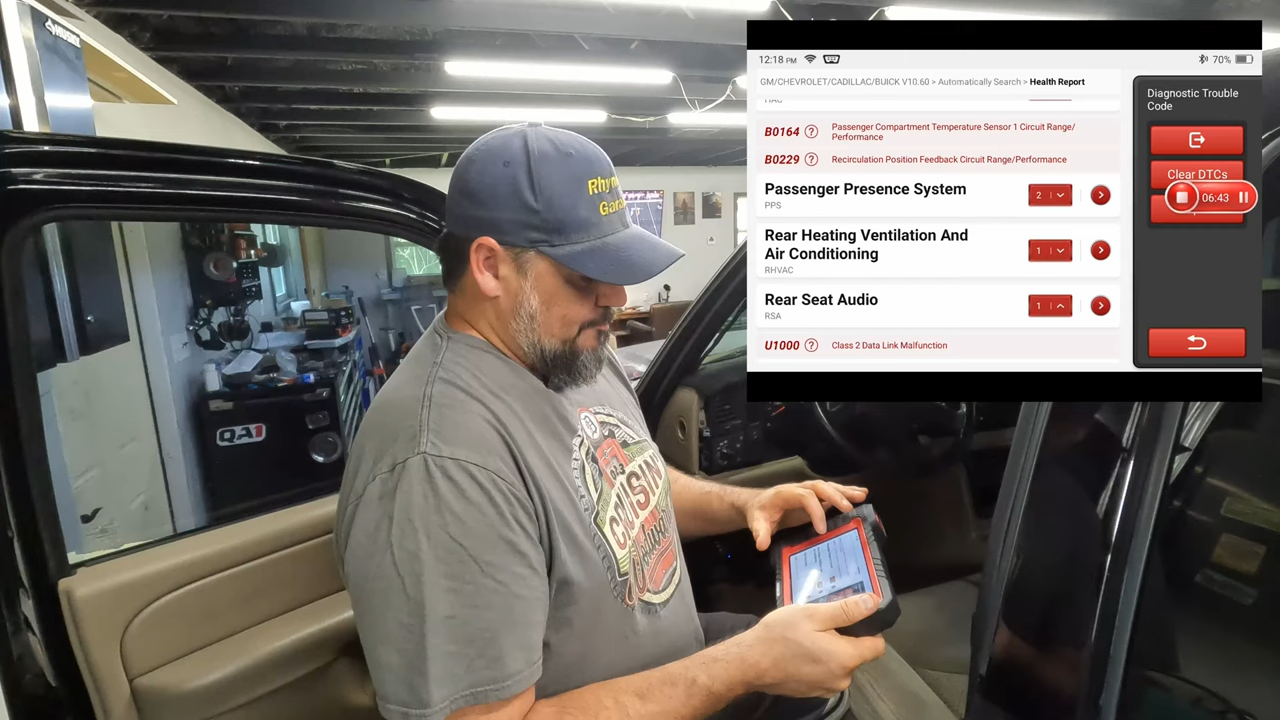 HUSKY
12:18 PM
70%
GM/CHEVROLET/CADILLAC/BUICK V10.60 > Automatically Search > Health Report
Diagnostic Trouble
Code
B0164 ? Passenger Compartment Temperature Sensor 1 Circuit Range/
Performance
B0229 ? Recirculation Position Feedback Circuit Range/Performance
Clear DTCs
06:43
Passenger Presence System
PPS
2
Rear Heating Ventilation And
Air Conditioning
RHVAC
1
Rear Seat Audio
RSA
1
U1000 ? Class 2 Data Link Malfunction
QA1
CRUISIN